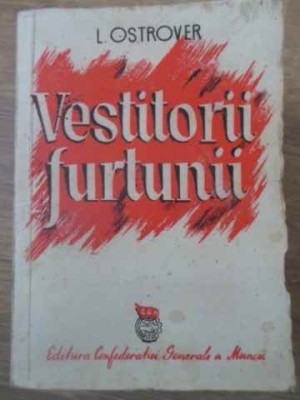 L. OSTROVER
Vestitorii
furtunii
Editura Confederației Generale a Muncii